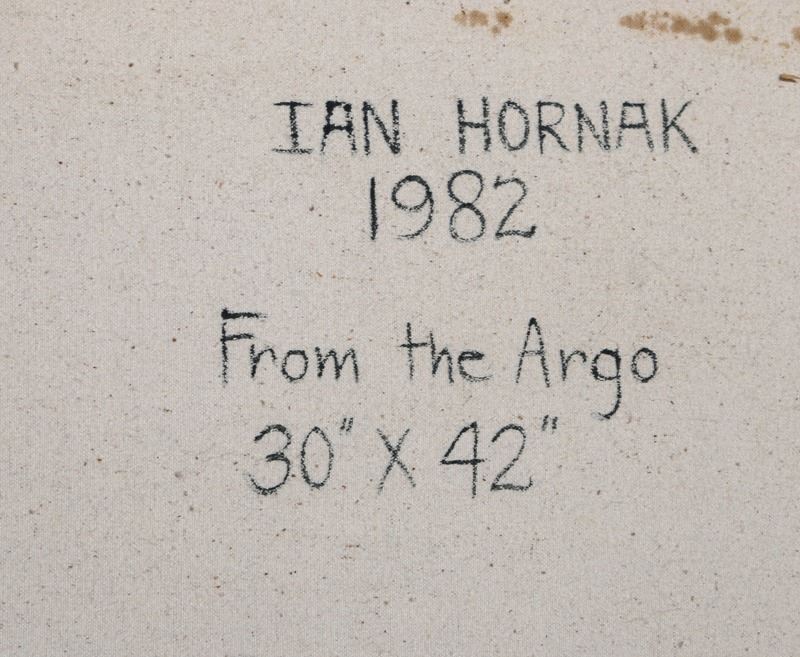 IAN HORNAK
1982
From the Argo
30" X 42"